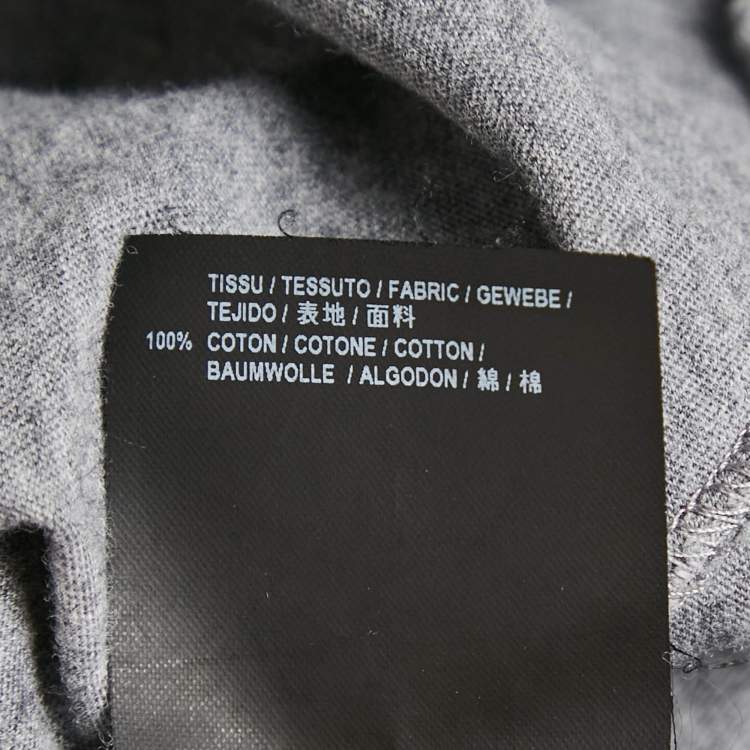 TISSU / TESSUTO / FABRIC / GEWEBE /
TEJIDO / 表地 / 面料
100% COTON / COTONE / COTTON /
BAUMWOLLE / ALGODON / 綿 / 棉